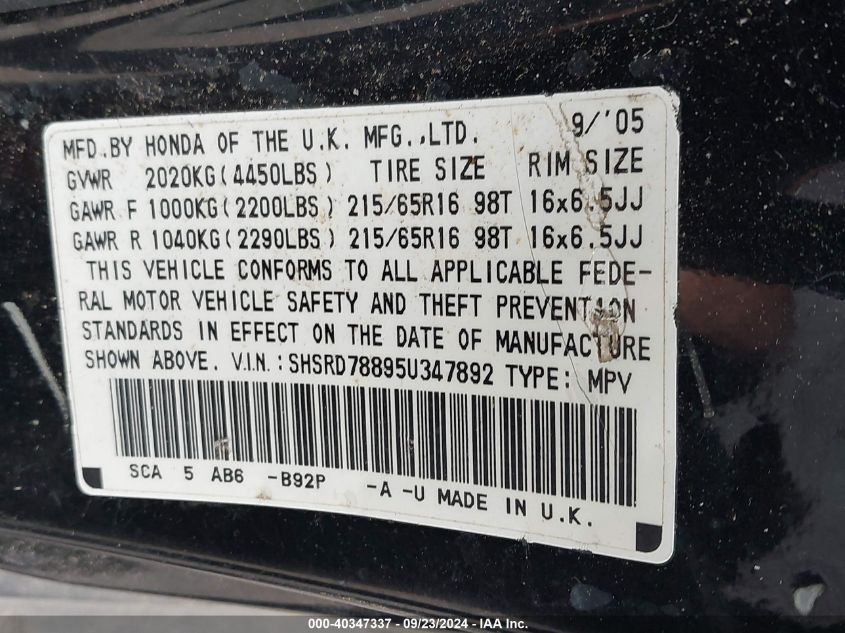 MFD.BY HONDA OF THE U.K. MFG.,LTD. 9/'05
GVWR 2020KG(4450LBS) TIRE SIZE RIM SIZE
GAWR F 1000KG(2200LBS) 215/65R16 98T 16x6.5JJ
GAWR R 1040KG(2290LBS) 215/65R16 98T 16x6.5JJ
THIS VEHICLE CONFORMS TO ALL APPLICABLE FEDE-
RAL MOTOR VEHICLE SAFETY AND THEFT PREVENTION
STANDARDS IN EFFECT ON THE DATE OF MANUFACTURE
SHOWN ABOVE. V.I.N.:SHSRD78895U347892 TYPE: MPV
SCA 5 AB6 -B92P -A -U MADE IN U.K.
000-40347337 - 09/23/2024 - IAA Inc.